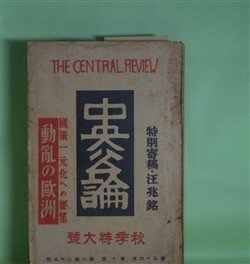 THE CENTRAL REVIEW
中央公論
特別寄稿・汪兆銘
國策一元化への要望
動亂の歐洲
秋季特大號